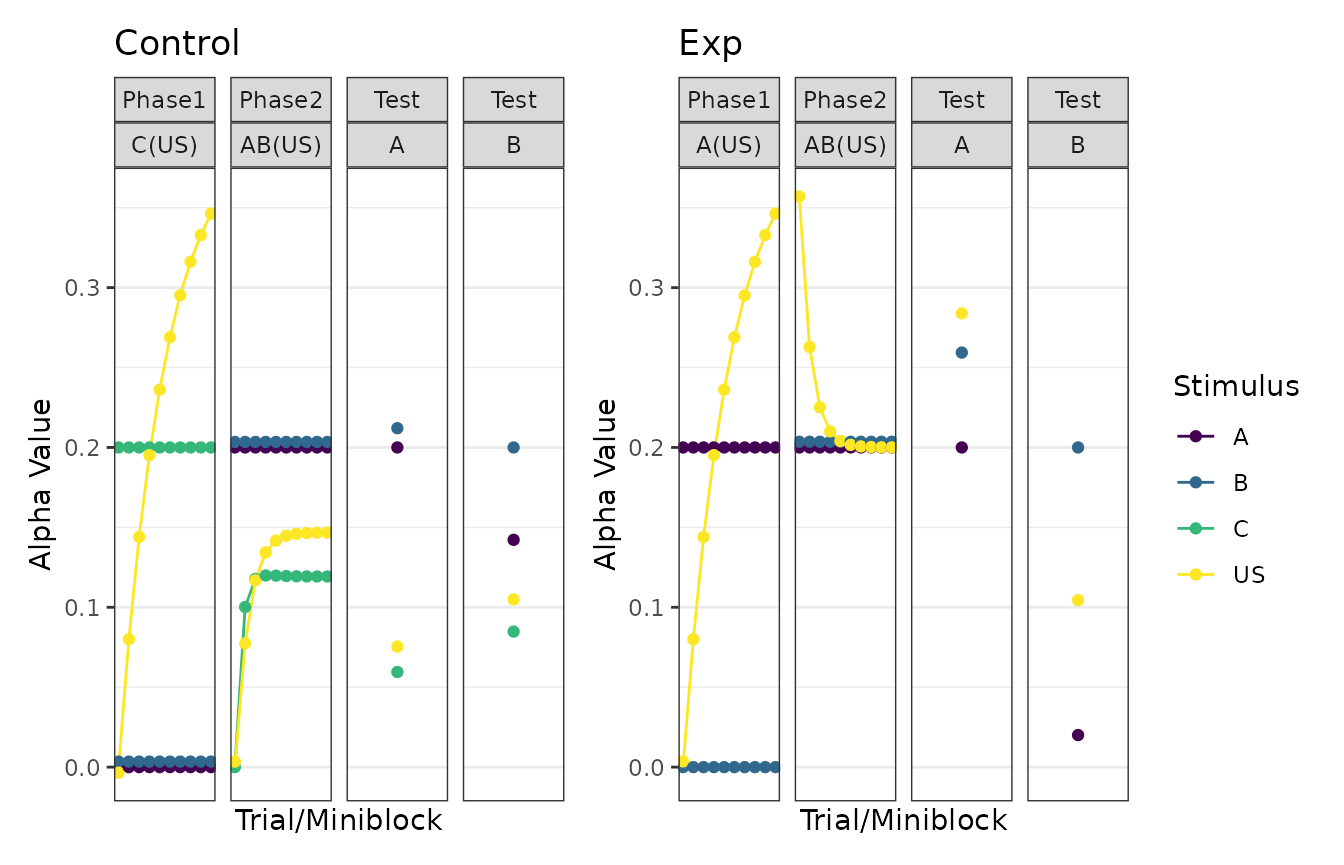 Control
Phase1 Phase2 Test Test
C(US) AB(US) A B
0.3
0.2
0.1
0.0
Alpha Value
Trial/Miniblock
Exp
Phase1 Phase2 Test Test
A(US) AB(US) A B
0.3
0.2
0.1
0.0
Alpha Value
Trial/Miniblock
Stimulus
A
B
C
US